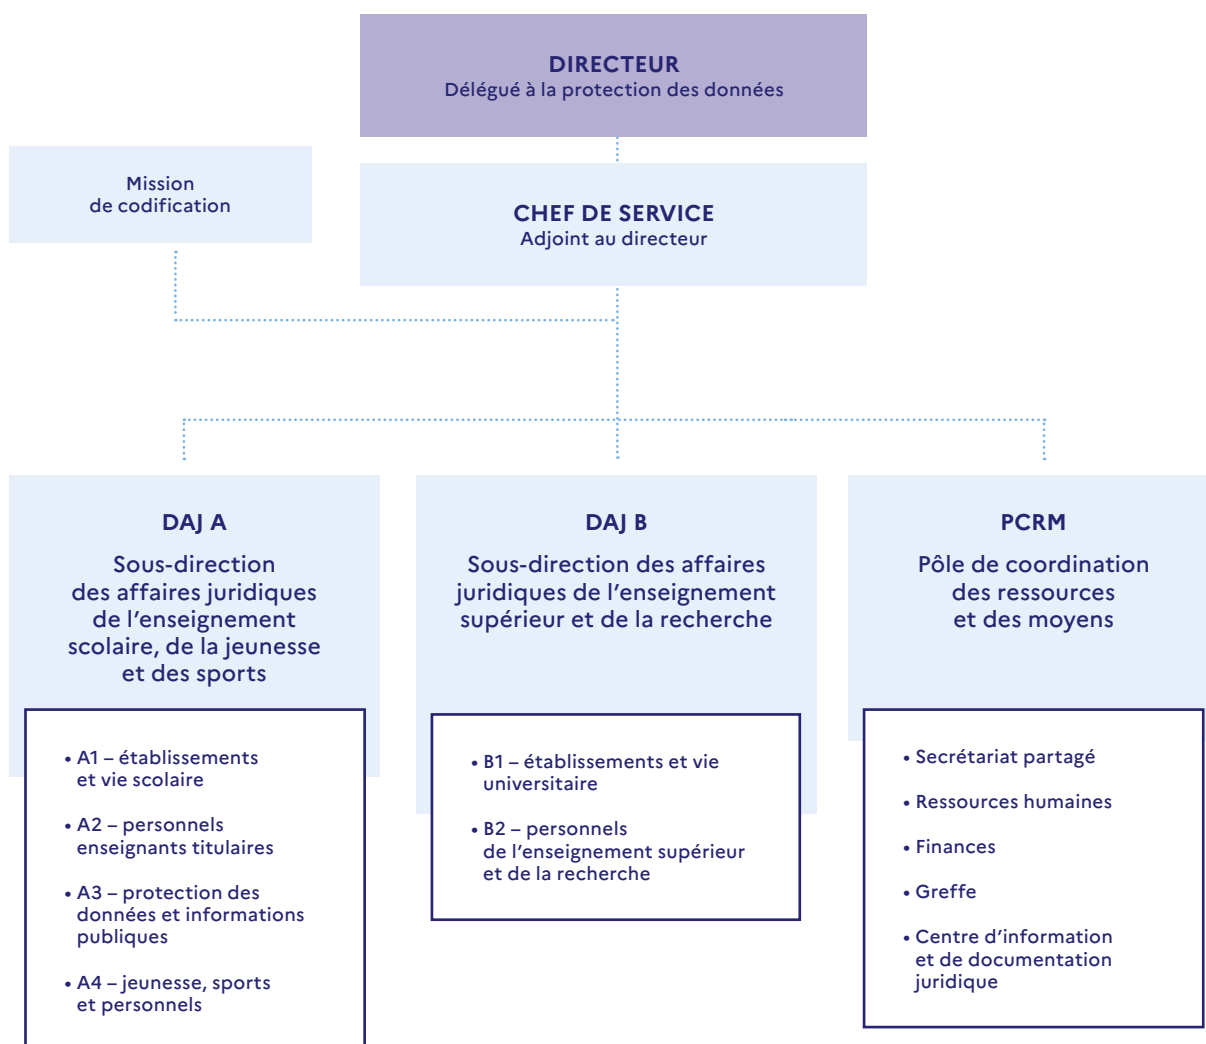 DIRECTEUR
Délégué à la protection des données
Mission
de codification
CHEF DE SERVICE
Adjoint au directeur
DAJ A
Sous-direction
des affaires juridiques
de l’enseignement
scolaire, de la jeunesse
et des sports
• A1 – établissements
et vie scolaire
• A2 – personnels
enseignants titulaires
• A3 – protection des
données et informations
publiques
• A4 – jeunesse, sports
et personnels
DAJ B
Sous-direction des affaires
juridiques de l’enseignement
supérieur et de la recherche
• B1 – établissements et vie
universitaire
• B2 – personnels
de l’enseignement supérieur
et de la recherche
PCRM
Pôle de coordination
des ressources
et des moyens
• Secrétariat partagé
• Ressources humaines
• Finances
• Greffe
• Centre d’information
et de documentation
juridique